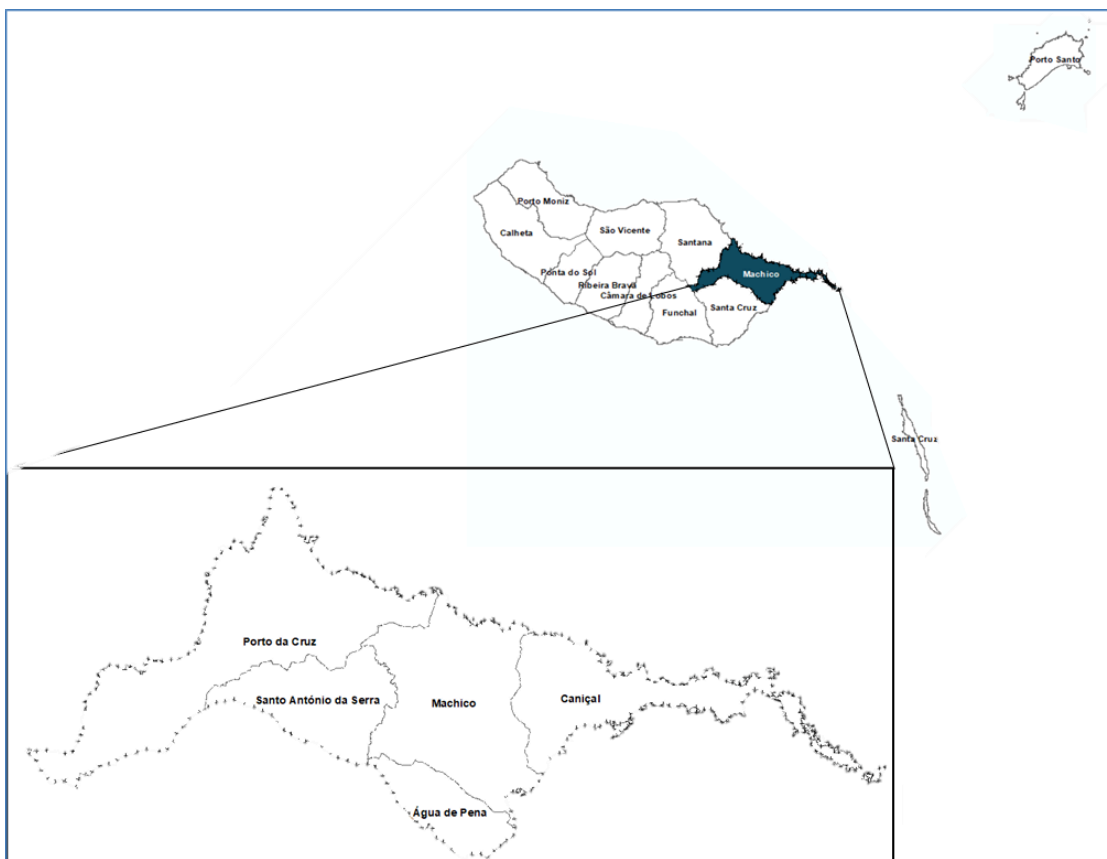 Porto Santo
Porto Moniz
Calheta
São Vicente
Santana
Ponta do Sol
Machico
Ribeira Brava
Câmara de Lobos
Funchal
Santa Cruz
Santa Cruz
Porto da Cruz
Santo António da Serra
Machico
Caniçal
Água de Pena